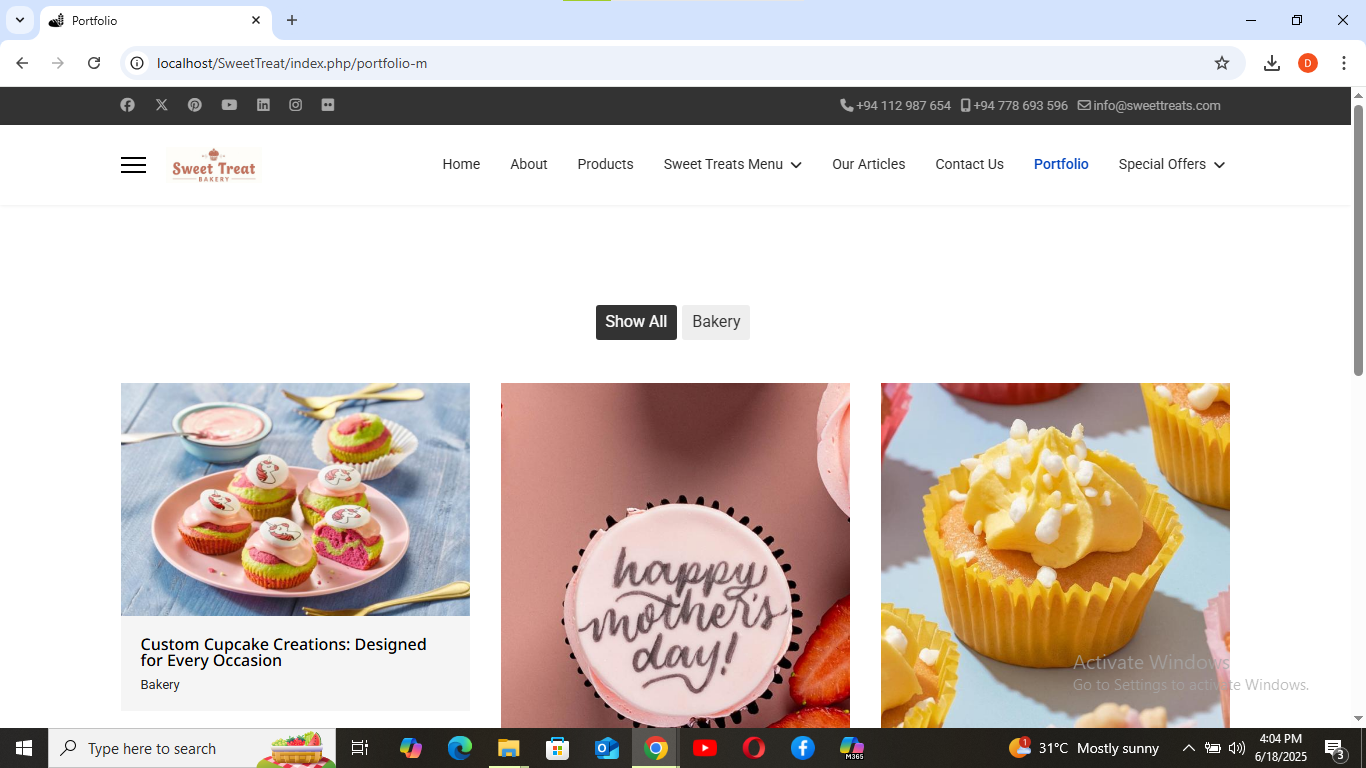 Portfolio
localhost/SweetTreat/index.php/portfolio-m
D
+94 112 987 654 +94 778 693 596 info@sweettreats.com
Sweet Treat
BAKERY
Home About Products Sweet Treats Menu Our Articles Contact Us Portfolio Special Offers
Show All Bakery
happy
mother's
day!
Custom Cupcake Creations: Designed
for Every Occasion
Bakery
Activate Windows
Go to Settings to activate Windows.
Type here to search
M365
1
31°C Mostly sunny
4:04 PM
6/18/2025
3